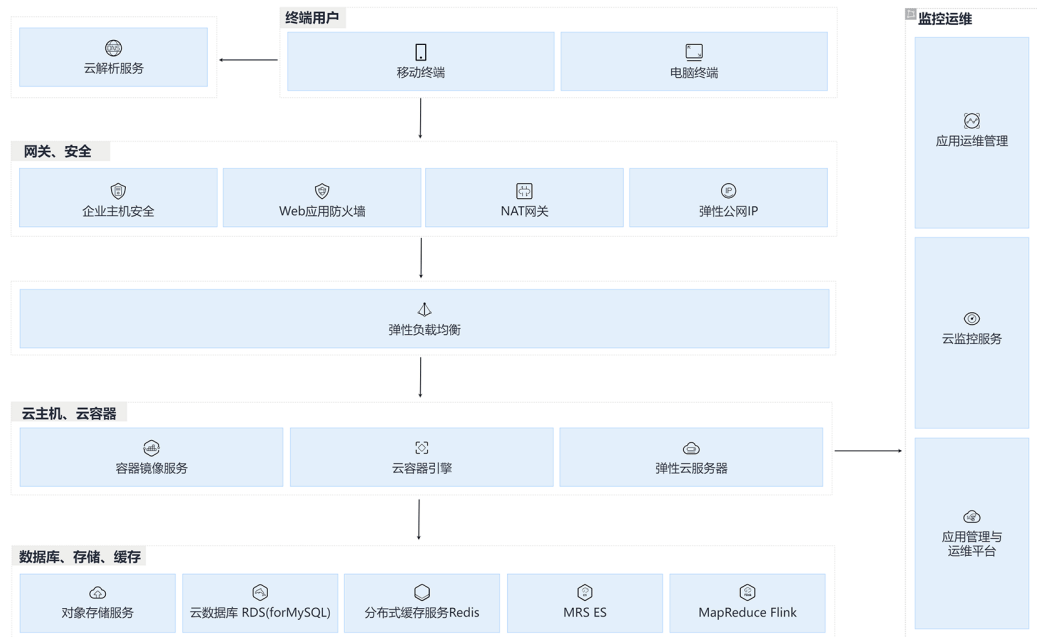 终端用户
监控运维
云解析服务
移动终端
电脑终端
应用运维管理
网关、安全
企业主机安全
Web应用防火墙
NAT网关
弹性公网IP
弹性负载均衡
云监控服务
云主机、云容器
容器镜像服务
云容器引擎
弹性云服务器
应用管理与
运维平台
数据库、存储、缓存
对象存储服务
云数据库 RDS(forMySQL)
分布式缓存服务Redis
MRS ES
MapReduce Flink